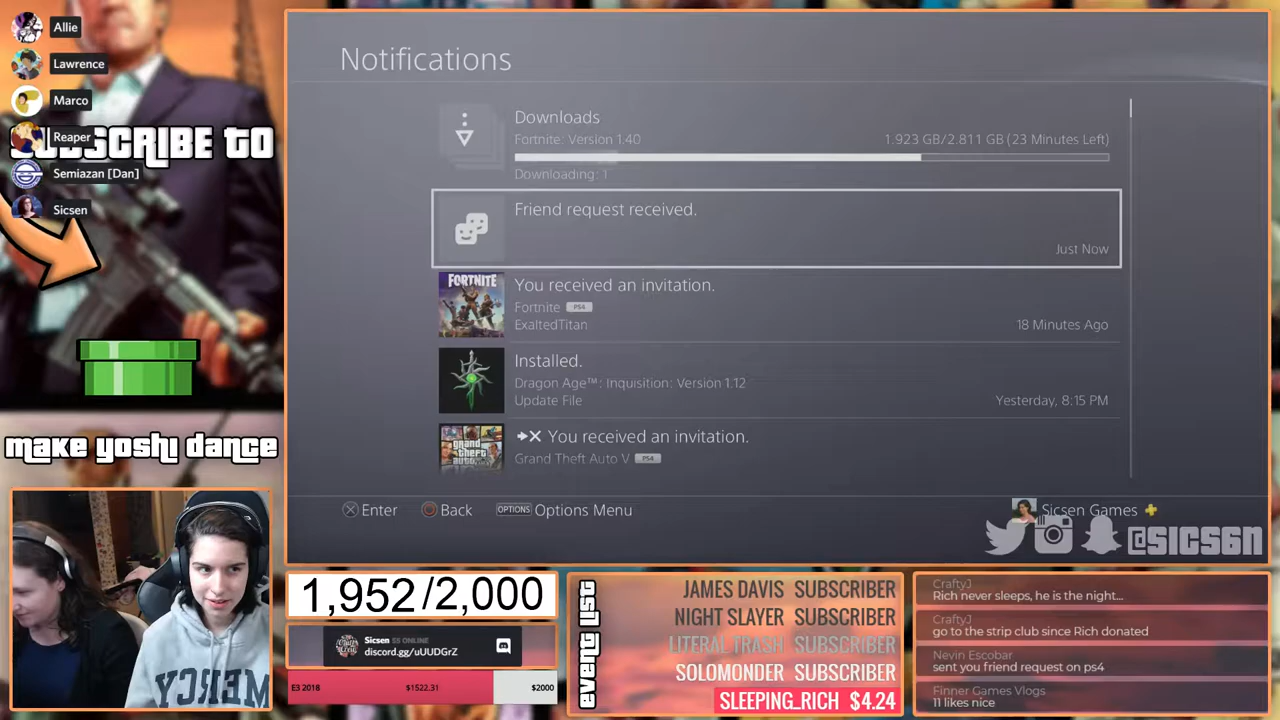 Allie
Lawrence
Marco
Reaper
SUBSCRIBE TO
Semiazan [Dan]
Sicsen
MAKE YOSHI DANCE
Notifications
Downloads
Fortnite: Version 1.40
1.923 GB/2.811 GB (23 Minutes Left)
Downloading: 1
Friend request received.
Just Now
FORTNITE
You received an invitation.
Fortnite PS4
ExaltedTitan
18 Minutes Ago
Installed.
Dragon Age™: Inquisition: Version 1.12
Update File
Yesterday, 8:15 PM
grand theft auto V
You received an invitation.
Grand Theft Auto V PS4
Enter
Back
OPTIONS Options Menu
Sicsen Games
@SICS6N
1,952/2,000
Sicsen 55 ONLINE
discord.gg/uUUDGrZ
E3 2018
$1522.31
$2000
EVENT LIST
JAMES DAVIS SUBSCRIBER
NIGHT SLAYER SUBSCRIBER
LITERAL TRASH SUBSCRIBER
SOLOMONDER SUBSCRIBER
SLEEPING_RICH $4.24
CraftyJ
Rich never sleeps, he is the night...
CraftyJ
go to the strip club since Rich donated
Nevin Escobar
sent you friend request on ps4
Finner Games Vlogs
11 likes nice